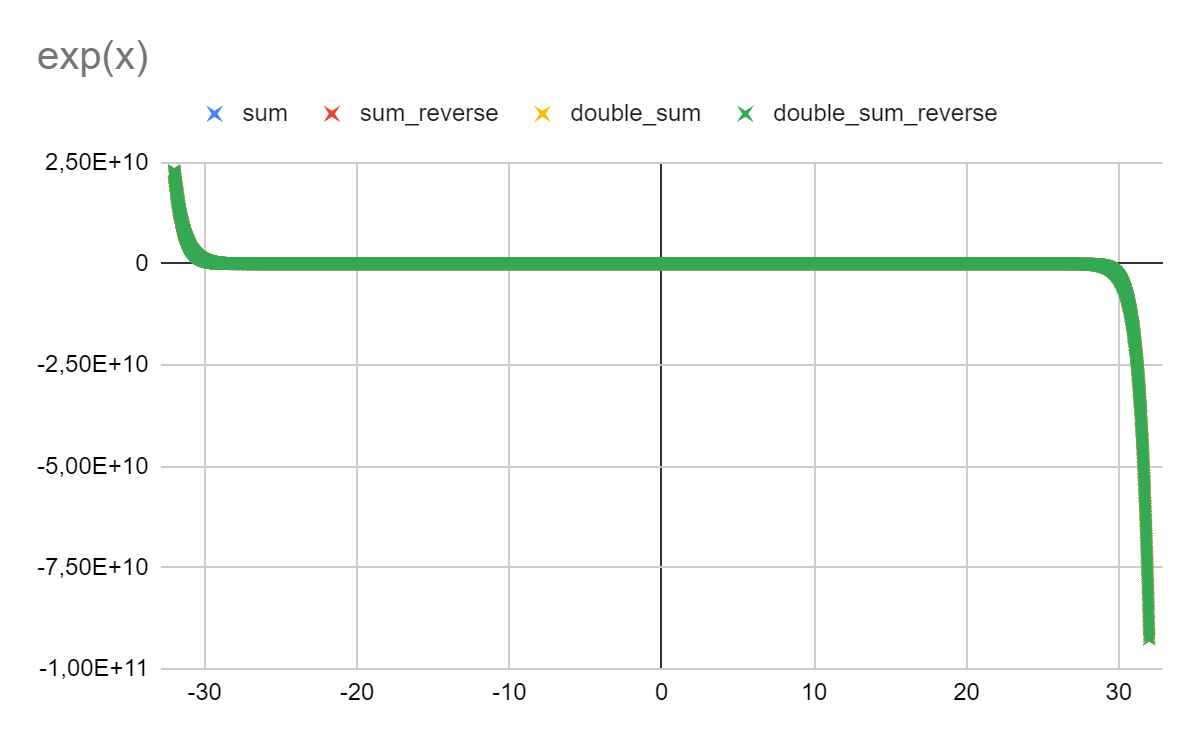 exp(x)
sum sum_reverse double_sum double_sum_reverse
2,50E+10
0
-2,50E+10
-5,00E+10
-7,50E+10
-1,00E+11
-30 -20 -10 0 10 20 30